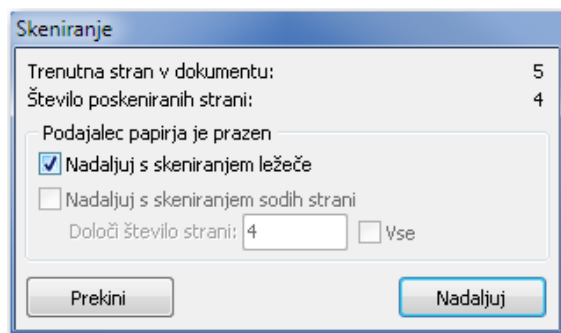 Skeniranje
Trenutna stran v dokumentu: 5
Število poskeniranih strani: 4
Podajalec papirja je prazen
Nadaljuj s skeniranjem ležeče
Nadaljuj s skeniranjem sodih strani
Določi število strani: 4 Vse
Prekini Nadaljuj